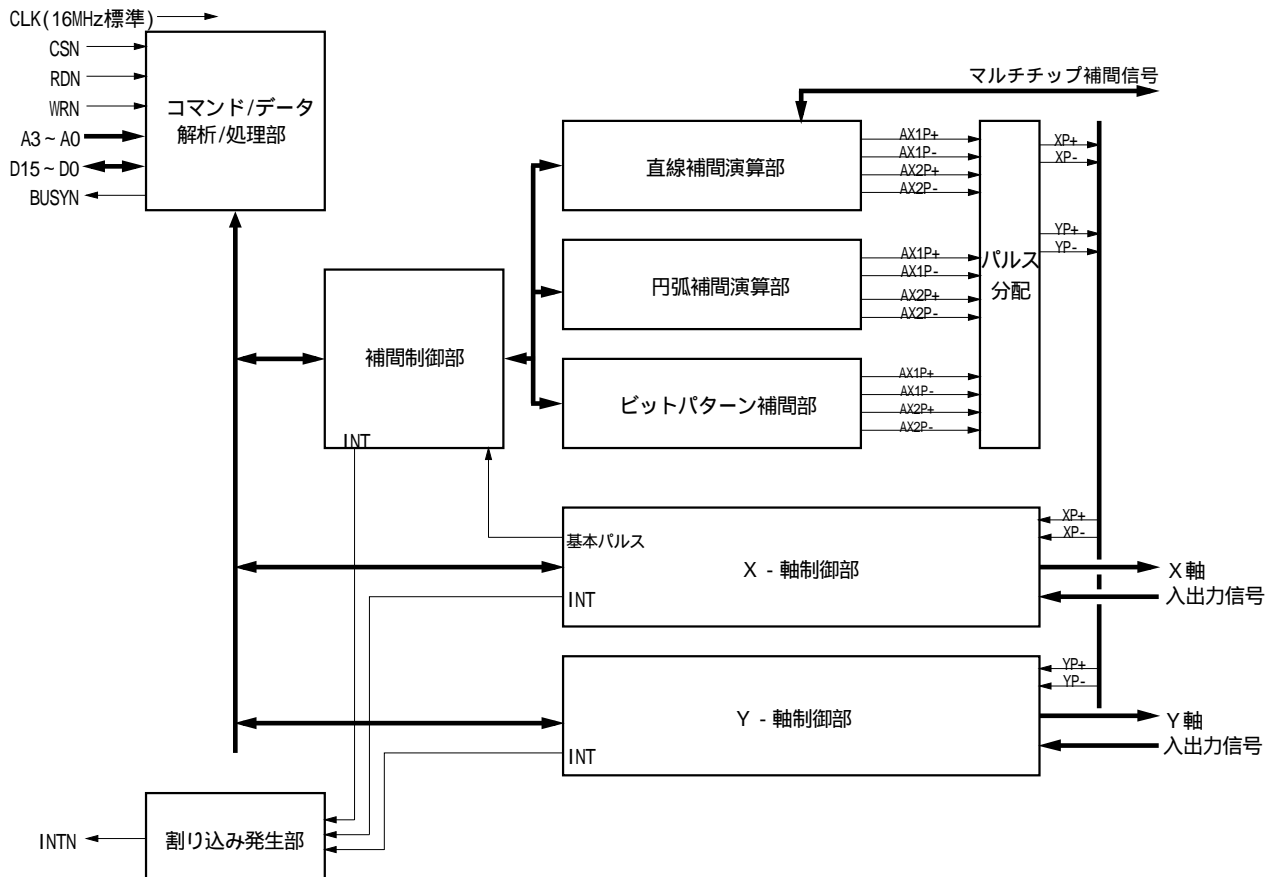 CLK(16MHz標準)
CSN
RDN
WRN
A3~A0
D15~D0
BUSYN
コマンド/データ
解析/処理部
マルチチップ補間信号
直線補間演算部
AX1P+
AX1P-
AX2P+
AX2P-
円弧補間演算部
AX1P+
AX1P-
AX2P+
AX2P-
ビットパターン補間部
AX1P+
AX1P-
AX2P+
AX2P-
パルス
分配
XP+
XP-
YP+
YP-
補間制御部
INT
基本パルス
INT
X - 軸制御部
XP+
XP-
X軸
入出力信号
Y - 軸制御部
INT
YP+
YP-
Y軸
入出力信号
割り込み発生部
INTN